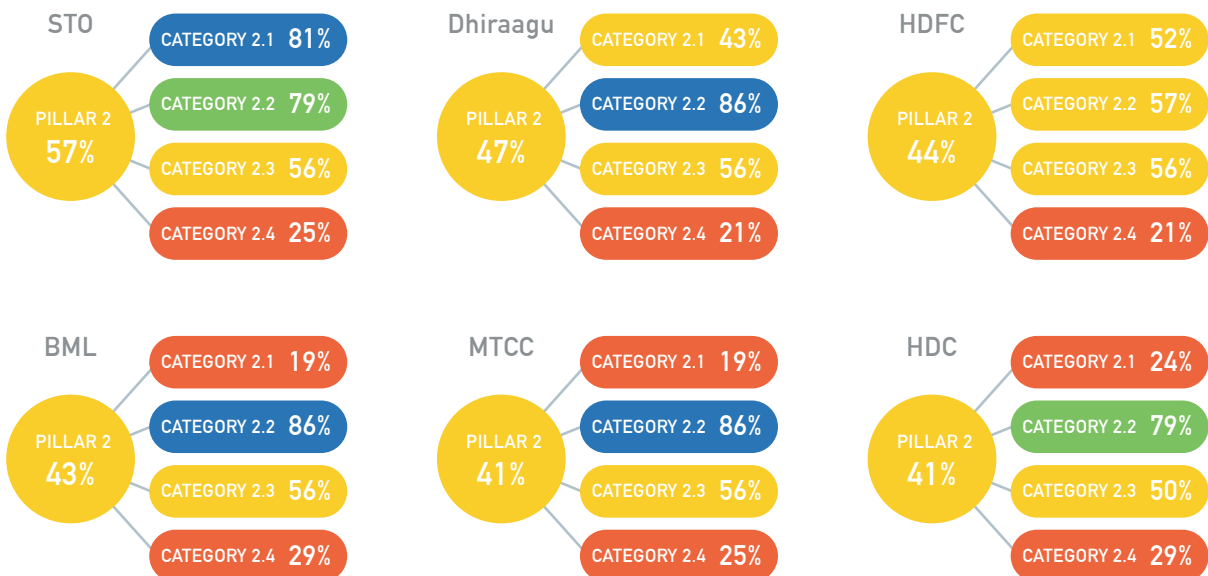 STO
PILLAR 2
57%
CATEGORY 2.1 81%
CATEGORY 2.2 79%
CATEGORY 2.3 56%
CATEGORY 2.4 25%
Dhiraagu
PILLAR 2
47%
CATEGORY 2.1 43%
CATEGORY 2.2 86%
CATEGORY 2.3 56%
CATEGORY 2.4 21%
HDFC
PILLAR 2
44%
CATEGORY 2.1 52%
CATEGORY 2.2 57%
CATEGORY 2.3 56%
CATEGORY 2.4 21%
BML
PILLAR 2
43%
CATEGORY 2.1 19%
CATEGORY 2.2 86%
CATEGORY 2.3 56%
CATEGORY 2.4 29%
MTCC
PILLAR 2
41%
CATEGORY 2.1 19%
CATEGORY 2.2 86%
CATEGORY 2.3 56%
CATEGORY 2.4 25%
HDC
PILLAR 2
41%
CATEGORY 2.1 24%
CATEGORY 2.2 79%
CATEGORY 2.3 50%
CATEGORY 2.4 29%